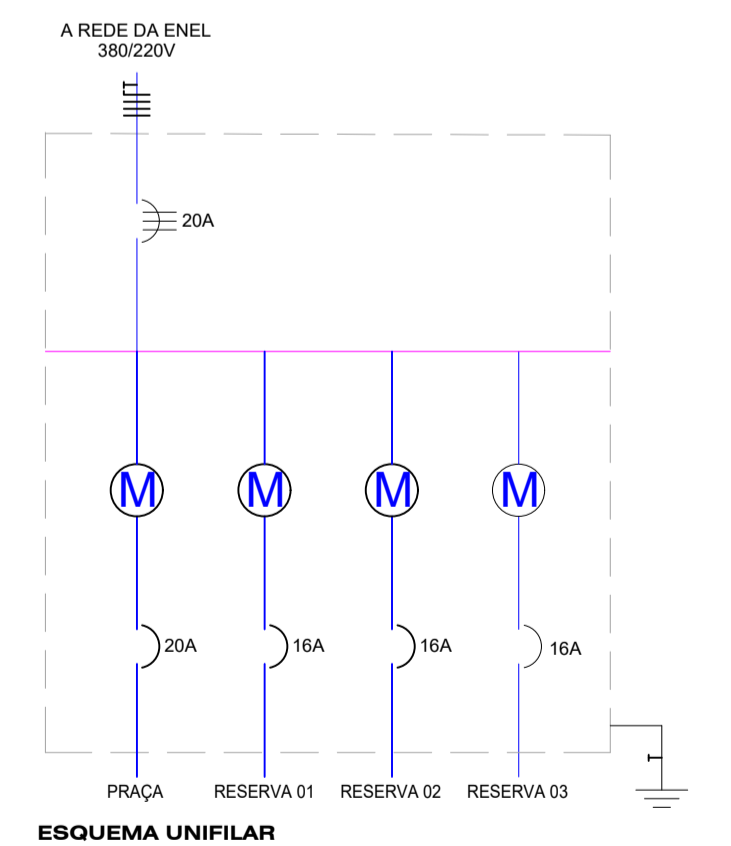 A REDE DA ENEL
380/220V
20A
M M M M
20A 16A 16A 16A
PRAÇA RESERVA 01 RESERVA 02 RESERVA 03
ESQUEMA UNIFILAR